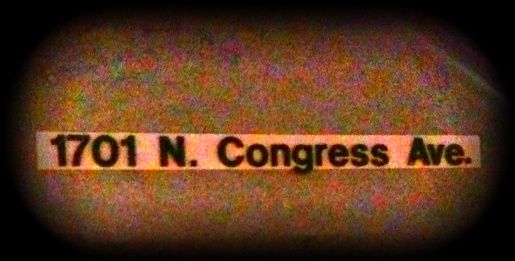 1701 N. Congress Ave.